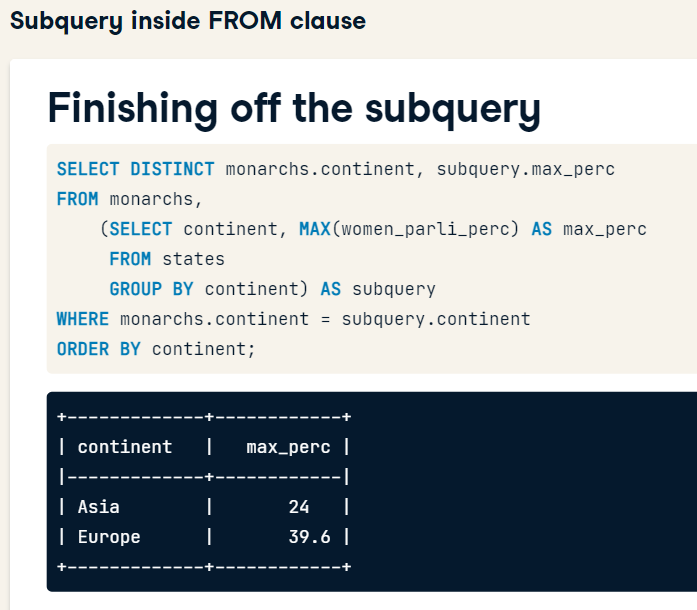 Subquery inside FROM clause
Finishing off the subquery
SELECT DISTINCT monarchs.continent, subquery.max_perc
FROM monarchs,
    (SELECT continent, MAX(women_parli_perc) AS max_perc
     FROM states
     GROUP BY continent) AS subquery
WHERE monarchs.continent = subquery.continent
ORDER BY continent;
+-------------+------------+
| continent   |   max_perc |
|-------------+------------|
| Asia        |       24   |
| Europe      |       39.6 |
+-------------+------------+